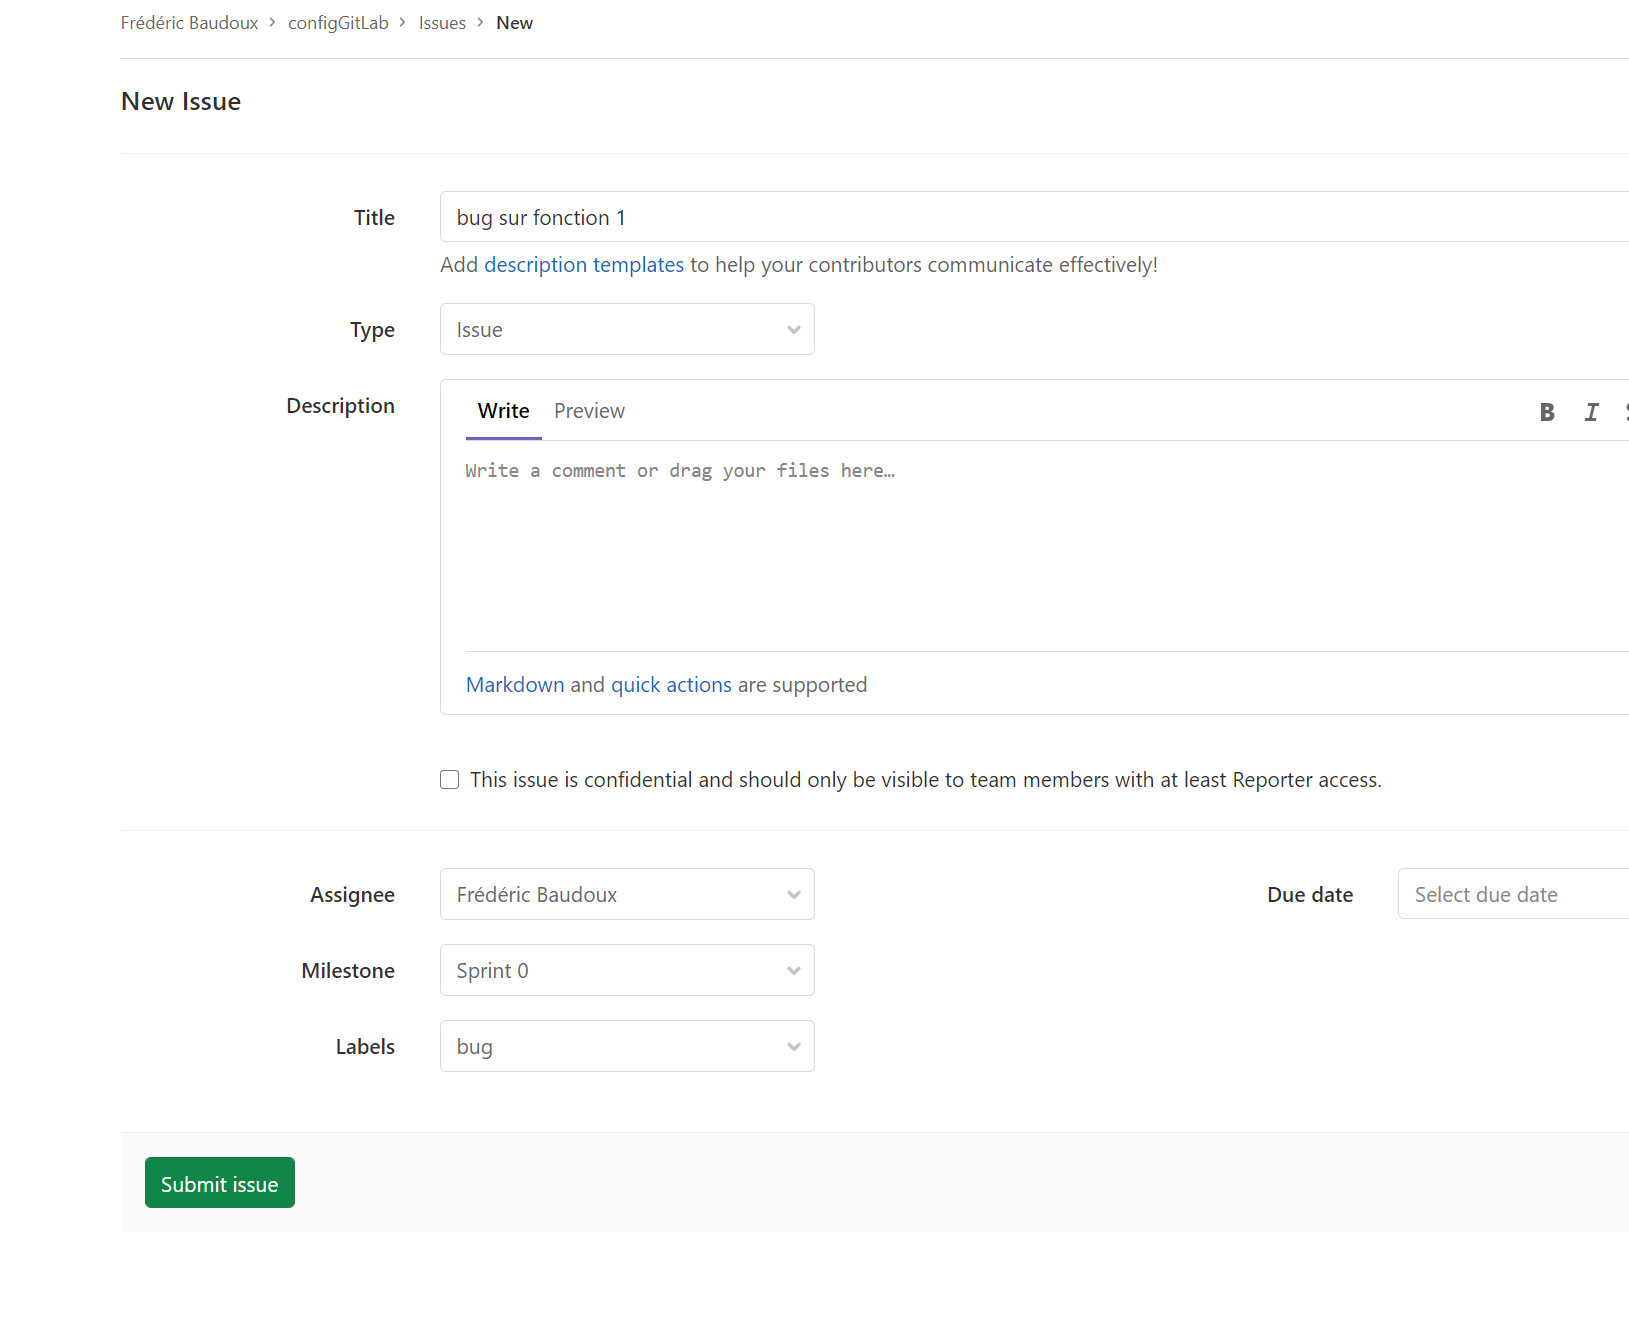 Frédéric Baudoux > configGitLab > Issues > New
New Issue
Title
bug sur fonction 1
Add description templates to help your contributors communicate effectively!
Type
Issue
Description
Write Preview B I
Write a comment or drag your files here…
Markdown and quick actions are supported
This issue is confidential and should only be visible to team members with at least Reporter access.
Assignee
Frédéric Baudoux
Due date
Select due date
Milestone
Sprint 0
Labels
bug
Submit issue